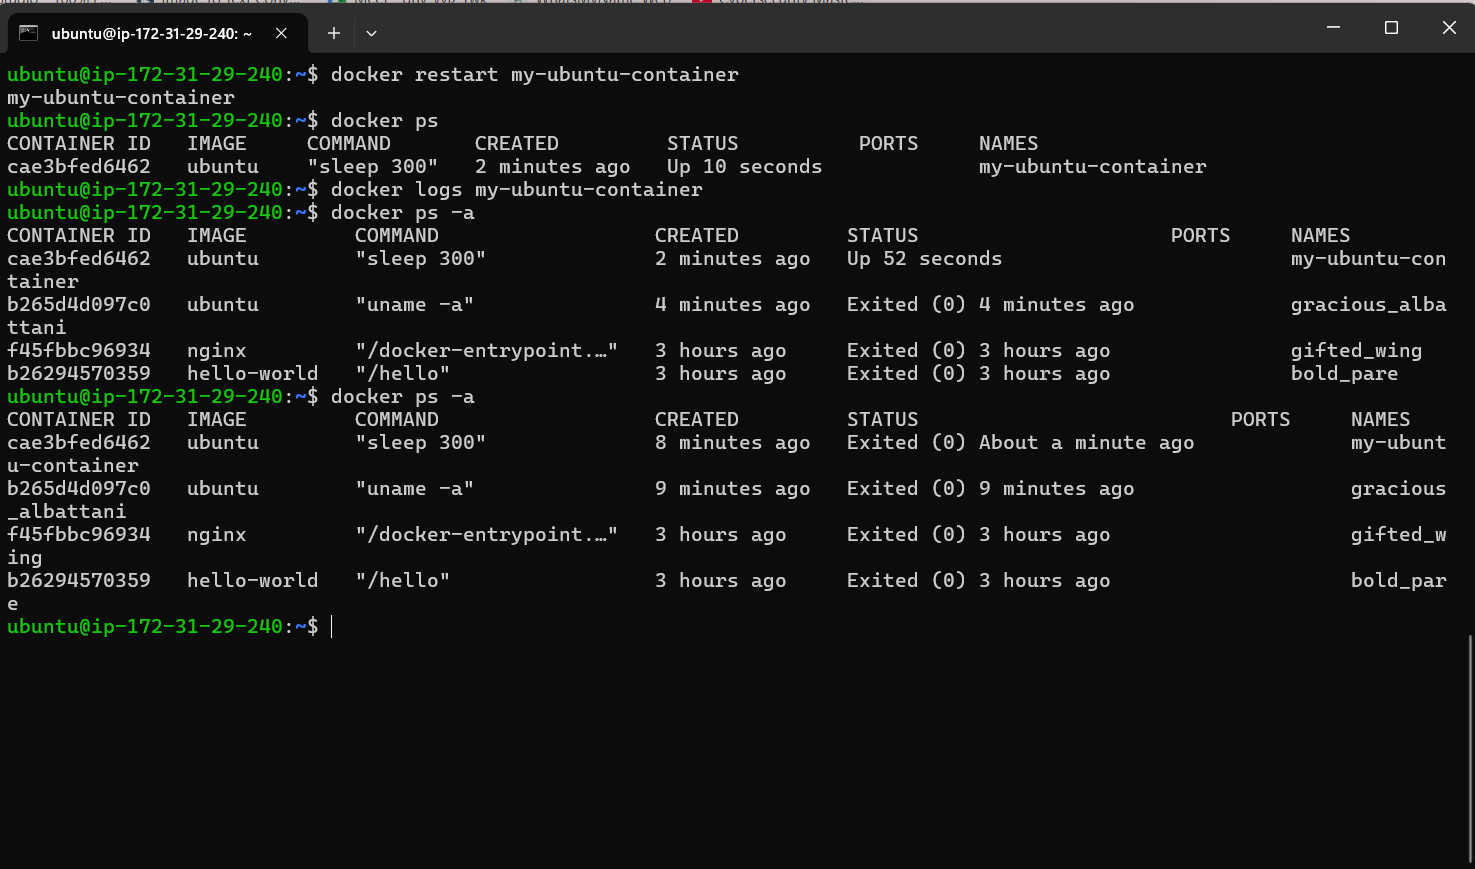 ubuntu@ip-172-31-29-240: ~
ubuntu@ip-172-31-29-240:~$ docker restart my-ubuntu-container
my-ubuntu-container
ubuntu@ip-172-31-29-240:~$ docker ps
CONTAINER ID   IMAGE     COMMAND       CREATED         STATUS          PORTS     NAMES
cae3bfed6462   ubuntu    "sleep 300"   2 minutes ago   Up 10 seconds             my-ubuntu-container
ubuntu@ip-172-31-29-240:~$ docker logs my-ubuntu-container
ubuntu@ip-172-31-29-240:~$ docker ps -a
CONTAINER ID   IMAGE         COMMAND                  CREATED         STATUS                     PORTS     NAMES
cae3bfed6462   ubuntu        "sleep 300"              2 minutes ago   Up 52 seconds                        my-ubuntu-con
tainer
b265d4d097c0   ubuntu        "uname -a"               4 minutes ago   Exited (0) 4 minutes ago             gracious_alba
ttani
f45fbbc96934   nginx         "/docker-entrypoint.…"   3 hours ago     Exited (0) 3 hours ago               gifted_wing
b26294570359   hello-world   "/hello"                 3 hours ago     Exited (0) 3 hours ago               bold_pare
ubuntu@ip-172-31-29-240:~$ docker ps -a
CONTAINER ID   IMAGE         COMMAND                  CREATED         STATUS                          PORTS     NAMES
cae3bfed6462   ubuntu        "sleep 300"              8 minutes ago   Exited (0) About a minute ago             my-ubunt
u-container
b265d4d097c0   ubuntu        "uname -a"               9 minutes ago   Exited (0) 9 minutes ago                  gracious
_albattani
f45fbbc96934   nginx         "/docker-entrypoint.…"   3 hours ago     Exited (0) 3 hours ago                    gifted_w
ing
b26294570359   hello-world   "/hello"                 3 hours ago     Exited (0) 3 hours ago                    bold_par
e
ubuntu@ip-172-31-29-240:~$